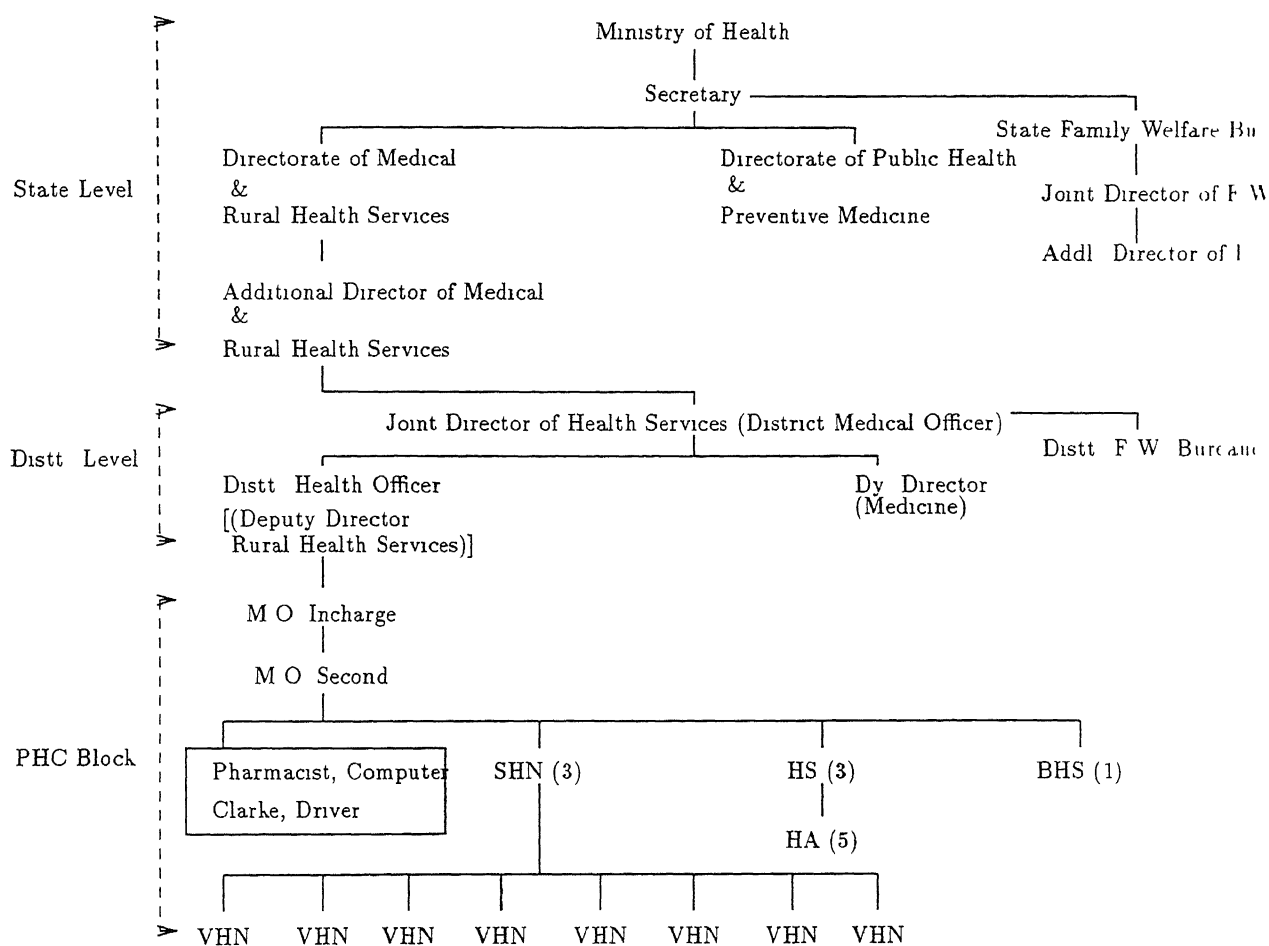 Ministry of Health
Secretary
State Family Welfare
Directorate of Medical
&
Rural Health Services
Directorate of Public Health
&
Preventive Medicine
Joint Director of F W
Addl Director of
State Level
Additional Director of Medical
&
Rural Health Services
Joint Director of Health Services (District Medical Officer)
Distt F W Bureau
Distt Level
Distt Health Officer
[(Deputy Director
Rural Health Services)]
Dy Director
(Medicine)
M O Incharge
M O Second
PHC Block
Pharmacist, Computer
Clarke, Driver
SHN (3)
HS (3)
BHS (1)
HA (5)
VHN VHN VHN VHN VHN VHN VHN VHN